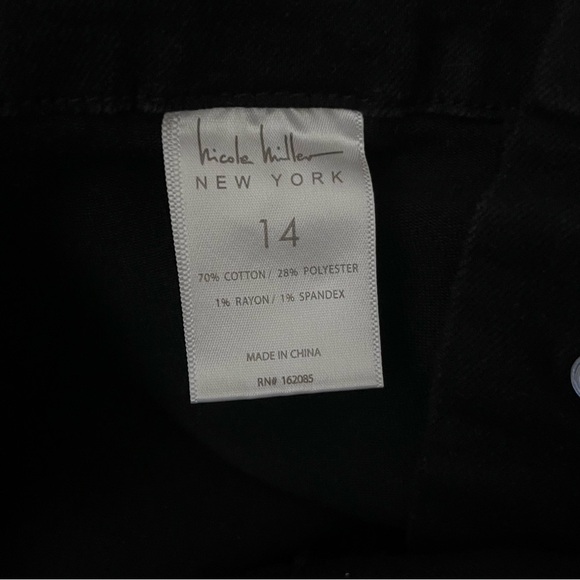 Nicole Miller
NEW YORK
14
70% COTTON/ 28% POLYESTER
1% RAYON/ 1% SPANDEX
MADE IN CHINA
RN# 162085